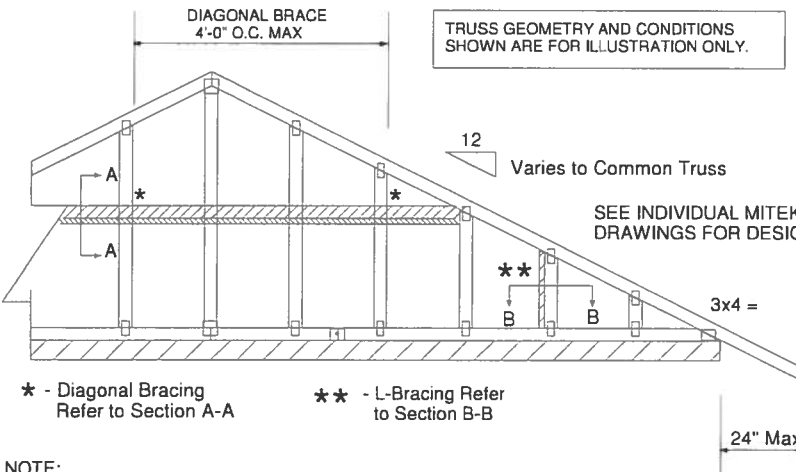 DIAGONAL BRACE
4'-0" O.C. MAX
TRUSS GEOMETRY AND CONDITIONS
SHOWN ARE FOR ILLUSTRATION ONLY.
12
Varies to Common Truss
A
*
*
SEE INDIVIDUAL MITEK
DRAWINGS FOR DESIG
A
**
B
B
3x4 =
* - Diagonal Bracing
Refer to Section A-A
** - L-Bracing Refer
to Section B-B
24" Max
NOTE: